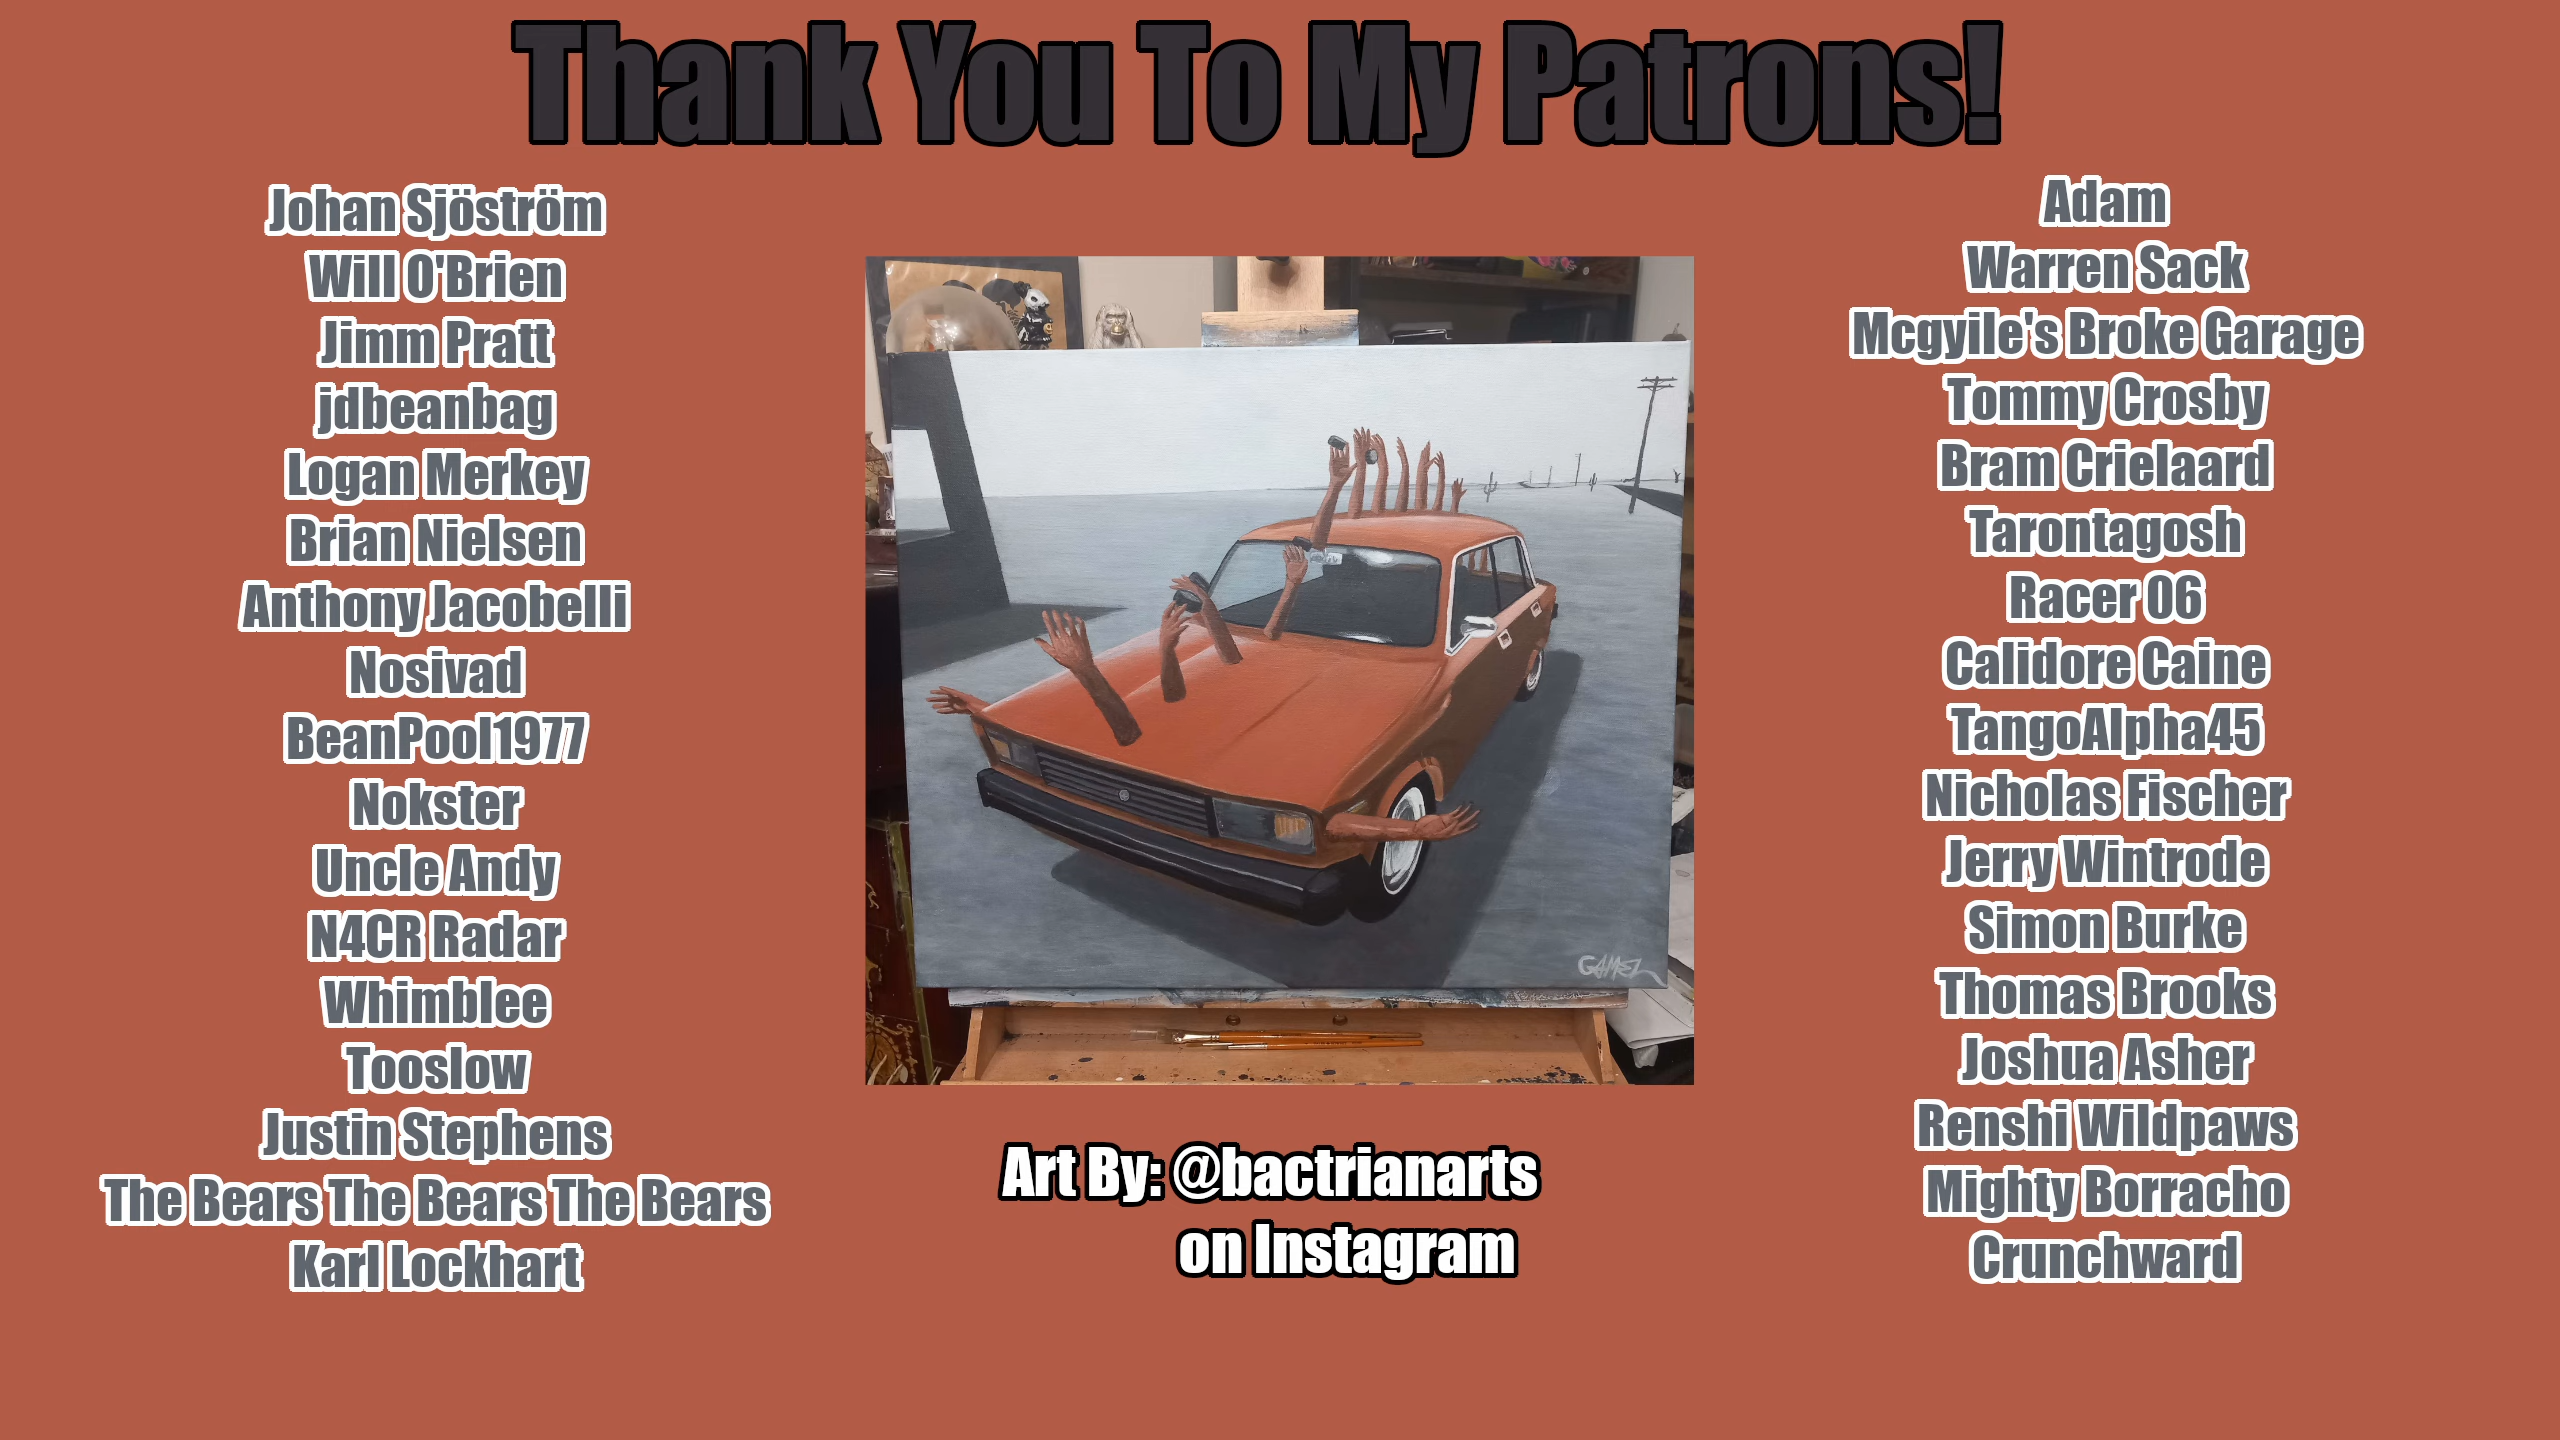 Thank You To My Patrons!
Johan Sjöström
Will O'Brien
Jimm Pratt
jdbeanbag
Logan Merkey
Brian Nielsen
Anthony Jacobelli
Nosivad
BeanPool1977
Nokster
Uncle Andy
N4CR Radar
Whimblee
Tooslow
Justin Stephens
The Bears The Bears The Bears
Karl Lockhart
GAMEZ
Art By: @bactrianarts
on Instagram
Adam
Warren Sack
Mcgyile's Broke Garage
Tommy Crosby
Bram Crielaard
Tarontagosh
Racer 06
Calidore Caine
TangoAlpha45
Nicholas Fischer
Jerry Wintrode
Simon Burke
Thomas Brooks
Joshua Asher
Renshi Wildpaws
Mighty Borracho
Crunchward